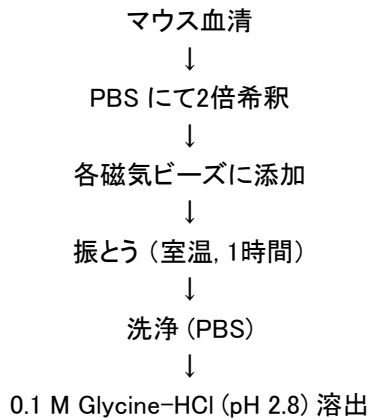 マウス血清
↓
PBS にて2倍希釈
↓
各磁気ビーズに添加
↓
振とう（室温, 1時間）
↓
洗浄 (PBS)
↓
0.1 M Glycine-HCl (pH 2.8) 溶出